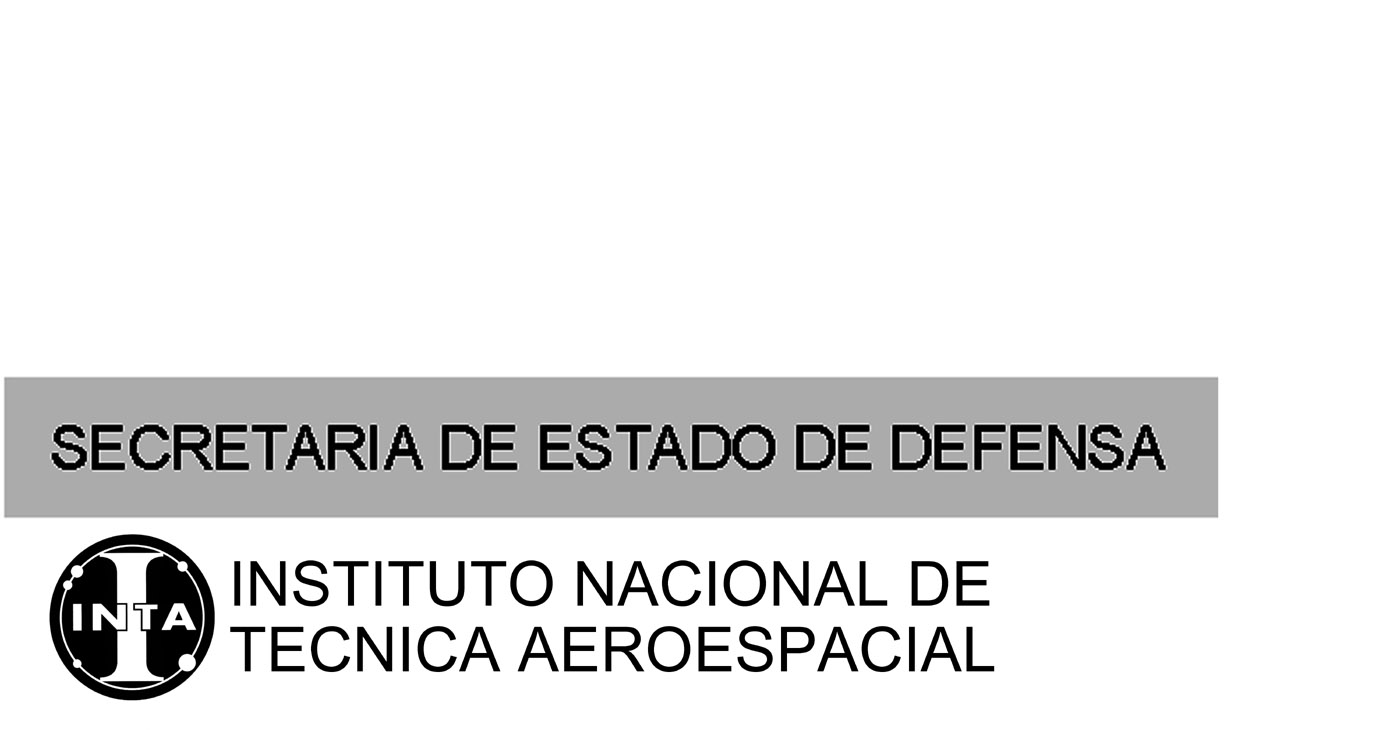 SECRETARIA DE ESTADO DE DEFENSA
INTA
INSTITUTO NACIONAL DE
TECNICA AEROESPACIAL